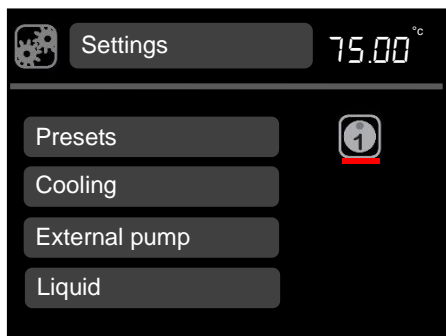 Settings 75.00 °c
Presets 1
Cooling
External pump
Liquid